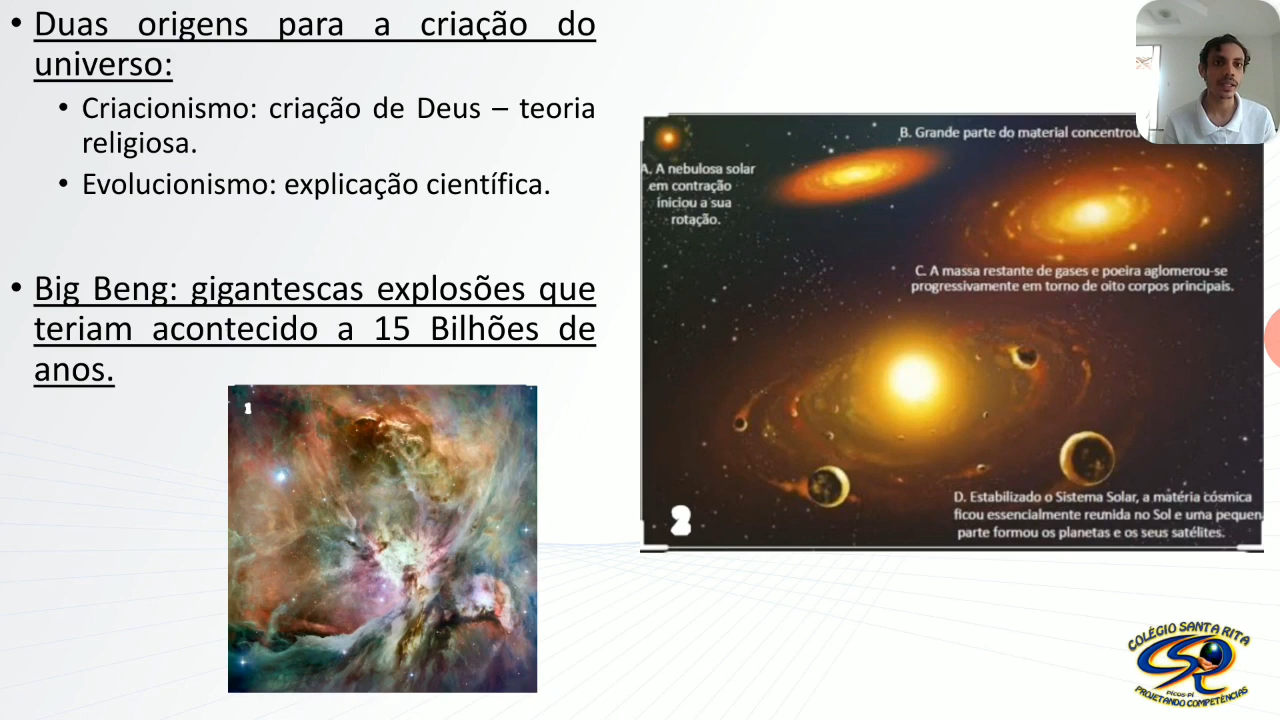 • Duas origens para a criação do
universo:
• Criacionismo: criação de Deus – teoria
religiosa.
• Evolucionismo: explicação científica.
• Big Beng: gigantescas explosões que
teriam acontecido a 15 Bilhões de
anos.
1
A. A nebulosa solar
em contração
iniciou a sua
rotação.
B. Grande parte do material concentrou
C. A massa restante de gases e poeira aglomerou-se
progressivamente em torno de oito corpos principais.
D. Estabilizado o Sistema Solar, a matéria cósmica
ficou essencialmente reunida no Sol e uma pequen
parte formou os planetas e os seus satélites.
2
COLÉGIO SANTA RITA
CSR
PICOS-PI
PROJETANDO COMPETÊNCIAS